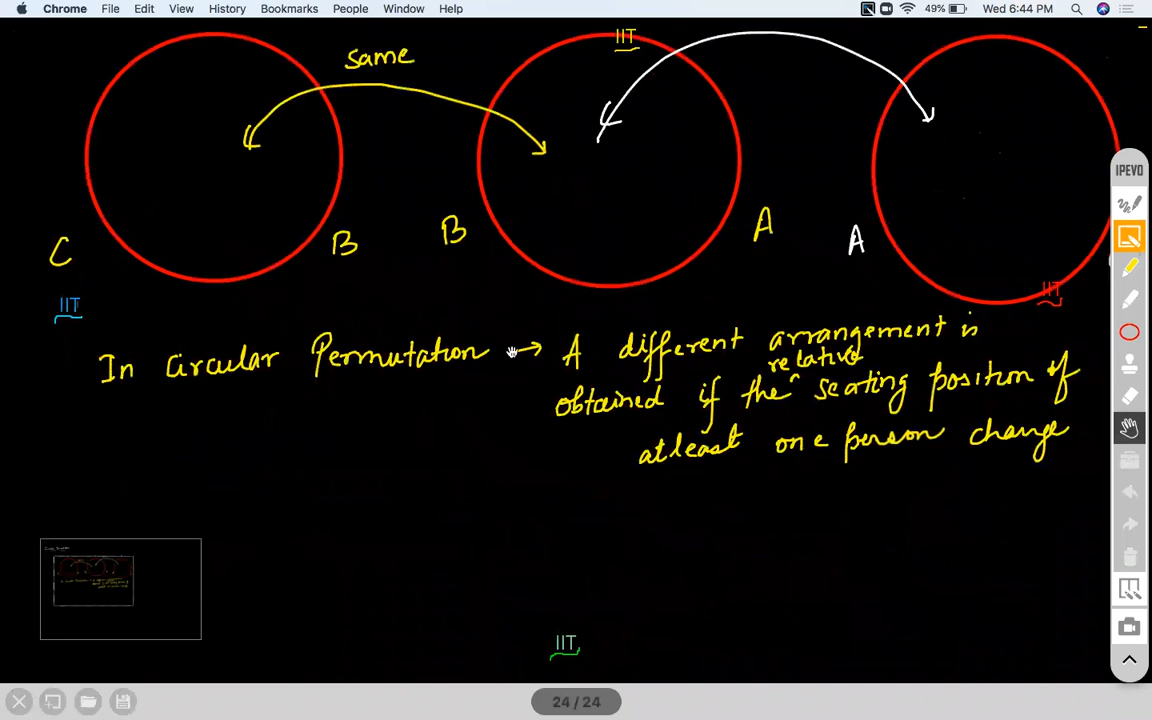 Chrome File Edit View History Bookmarks People Window Help 49% Wed 6:44 PM
IIT
same
IPEVO
C B B A A
IIT
IIT
In Circular Permutation → A different arrangement is
relative
obtained if the ^ seating position of
atleast one person change
IIT
24 / 24